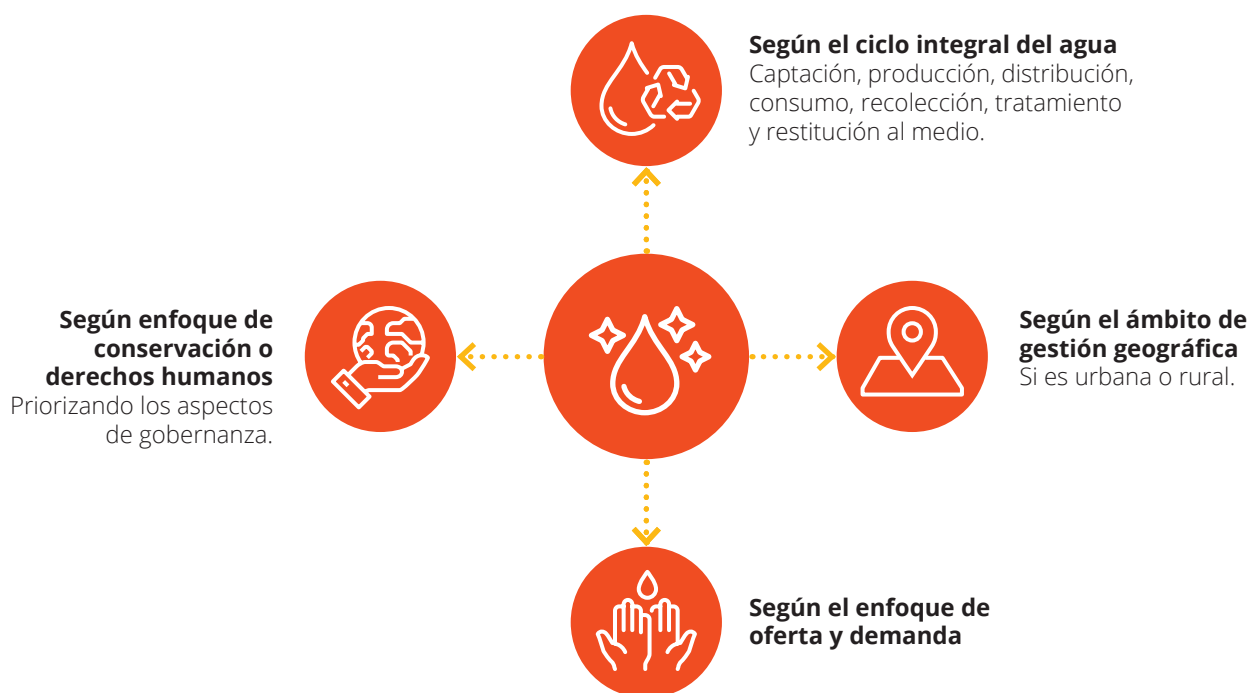 Según el ciclo integral del agua
Captación, producción, distribución,
consumo, recolección, tratamiento
y restitución al medio.
Según enfoque de
conservación o
derechos humanos
Priorizando los aspectos
de gobernanza.
Según el ámbito de
gestión geográfica
Si es urbana o rural.
Según el enfoque de
oferta y demanda